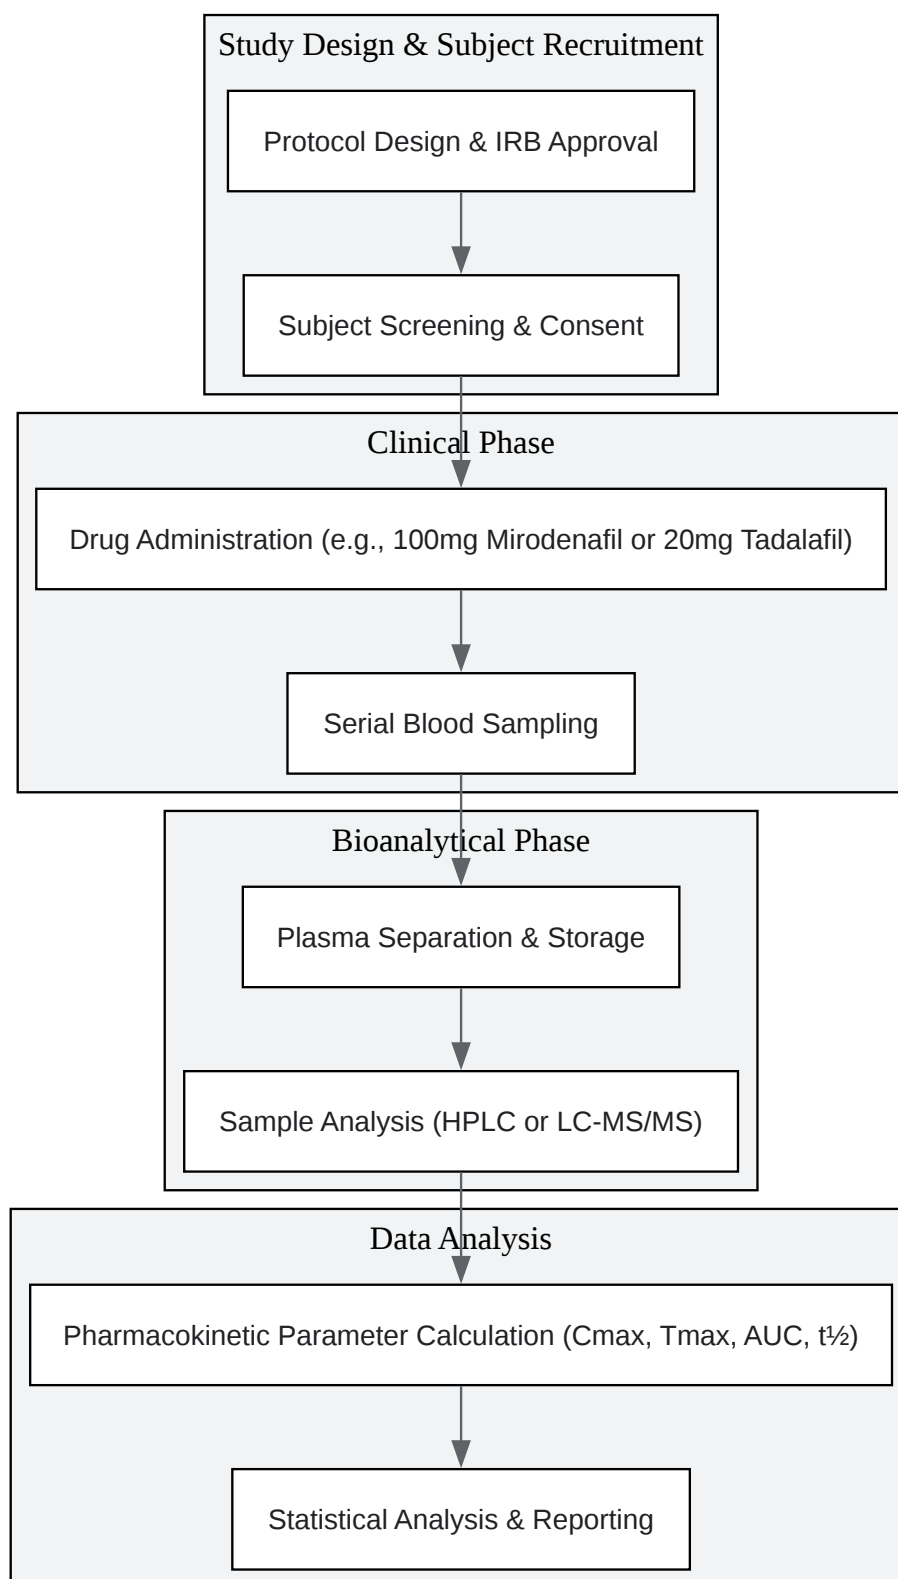 Study Design & Subject Recruitment
Protocol Design & IRB Approval
Subject Screening & Consent
Clinical Phase
Drug Administration (e.g., 100mg Mirodenafil or 20mg Tadalafil)
Serial Blood Sampling
Bioanalytical Phase
Plasma Separation & Storage
Sample Analysis (HPLC or LC-MS/MS)
Data Analysis
Pharmacokinetic Parameter Calculation (Cmax, Tmax, AUC, t½)
Statistical Analysis & Reporting